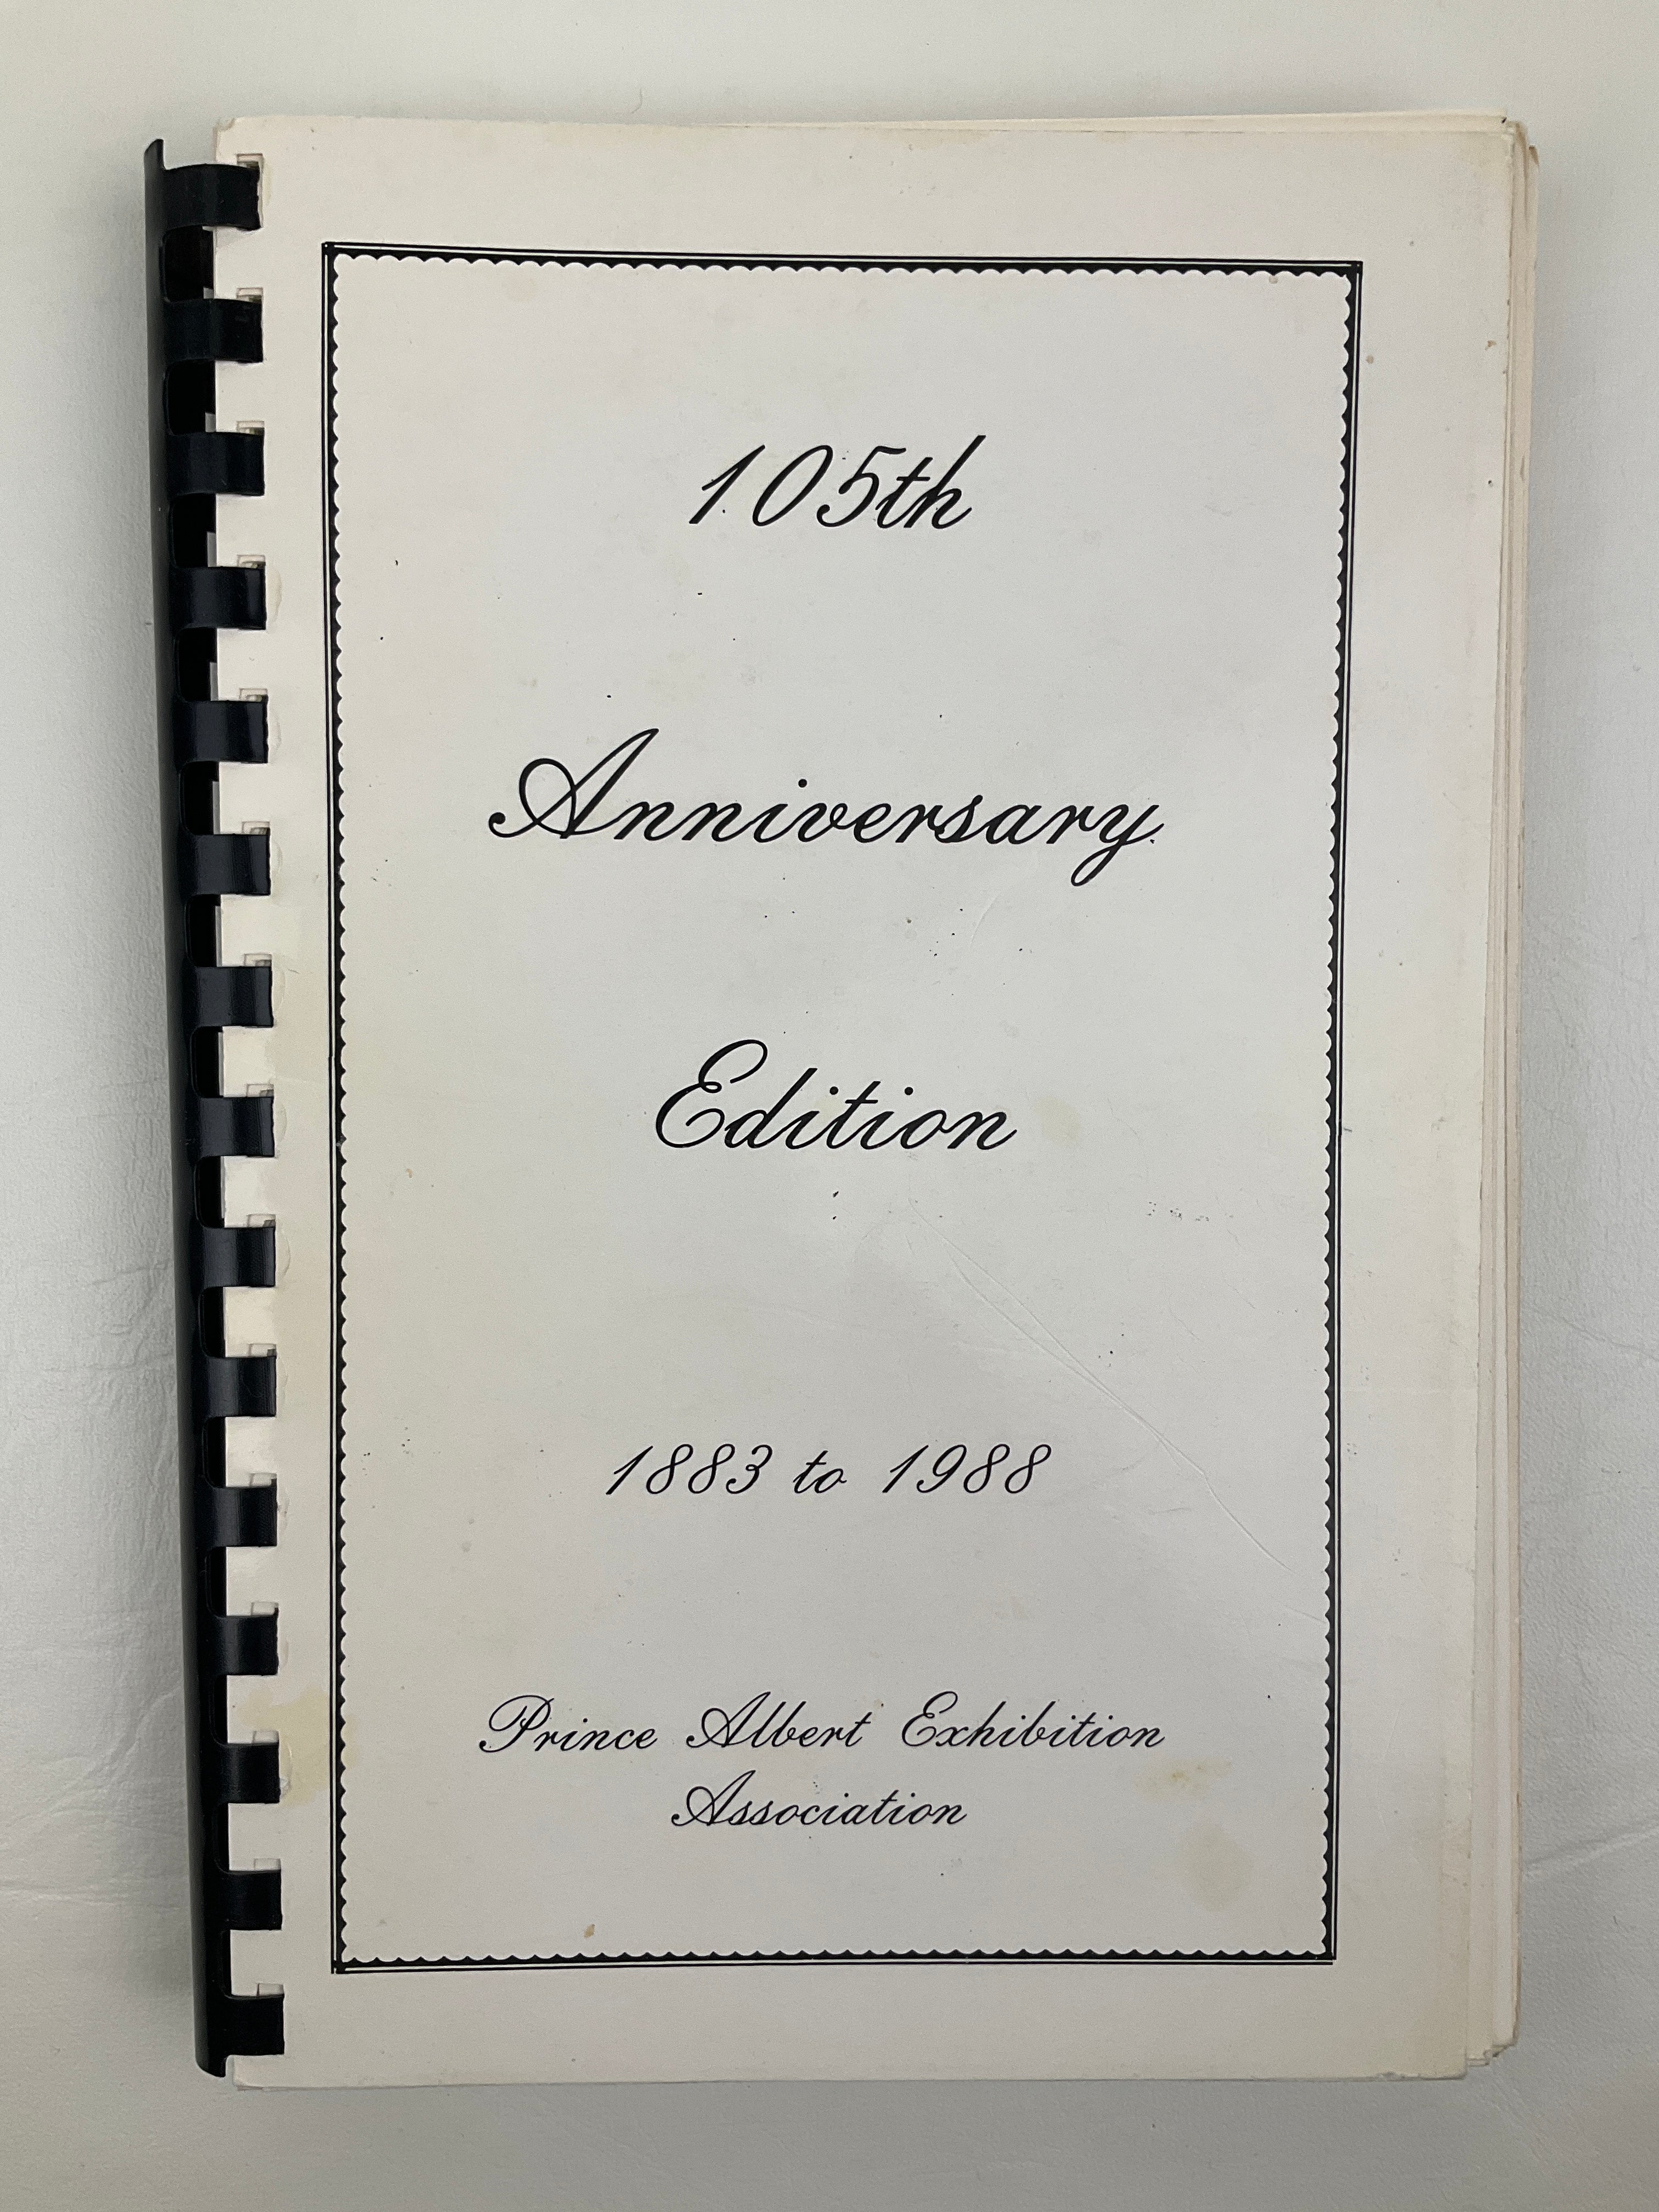 105th
Anniversary
Edition
1883 to 1988
Prince Albert Exhibition
Association